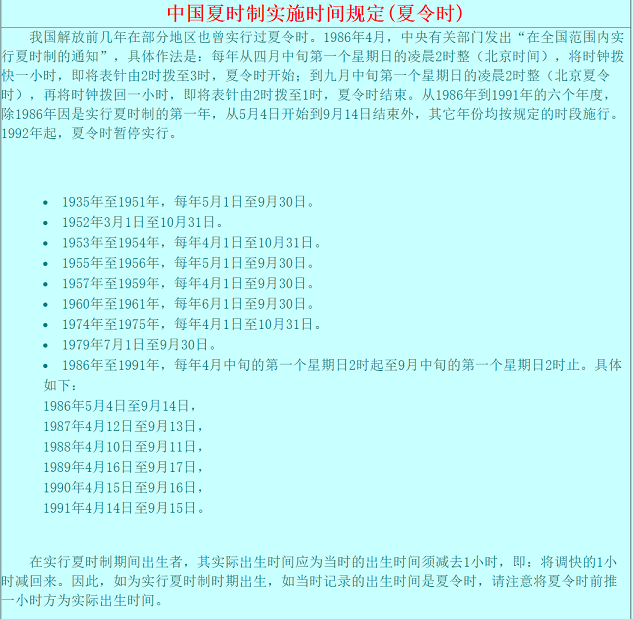 中国夏时制实施时间规定(夏令时)
我国解放前几年在部分地区也曾实行过夏令时。1986年4月，中央有关部门发出“在全国范围内实
行夏时制的通知”，具体作法是：每年从四月中旬第一个星期日的凌晨2时整（北京时间），将时钟拨
快一小时，即将表针由2时拨至3时，夏令时开始；到九月中旬第一个星期日的凌晨2时整（北京夏令
时），再将时钟拨回一小时，即将表针由2时拨至1时，夏令时结束。从1986年到1991年的六个年度，
除1986年因是实行夏时制的第一年，从5月4日开始到9月14日结束外，其它年份均按规定的时段施行。
1992年起，夏令时暂停实行。
• 1935年至1951年，每年5月1日至9月30日。
• 1952年3月1日至10月31日。
• 1953年至1954年，每年4月1日至10月31日。
• 1955年至1956年，每年5月1日至9月30日。
• 1957年至1959年，每年4月1日至9月30日。
• 1960年至1961年，每年6月1日至9月30日。
• 1974年至1975年，每年4月1日至10月31日。
• 1979年7月1日至9月30日。
• 1986年至1991年，每年4月中旬的第一个星期日2时起至9月中旬的第一个星期日2时止。具体
如下：
1986年5月4日至9月14日，
1987年4月12日至9月13日，
1988年4月10日至9月11日，
1989年4月16日至9月17日，
1990年4月15日至9月16日，
1991年4月14日至9月15日。
在实行夏时制期间出生者，其实际出生时间应为当时的出生时间须减去1小时，即：将调快的1小
时减回来。因此，如为实行夏时制时期出生，如当时记录的出生时间是夏令时，请注意将夏令时前推
一小时方为实际出生时间。